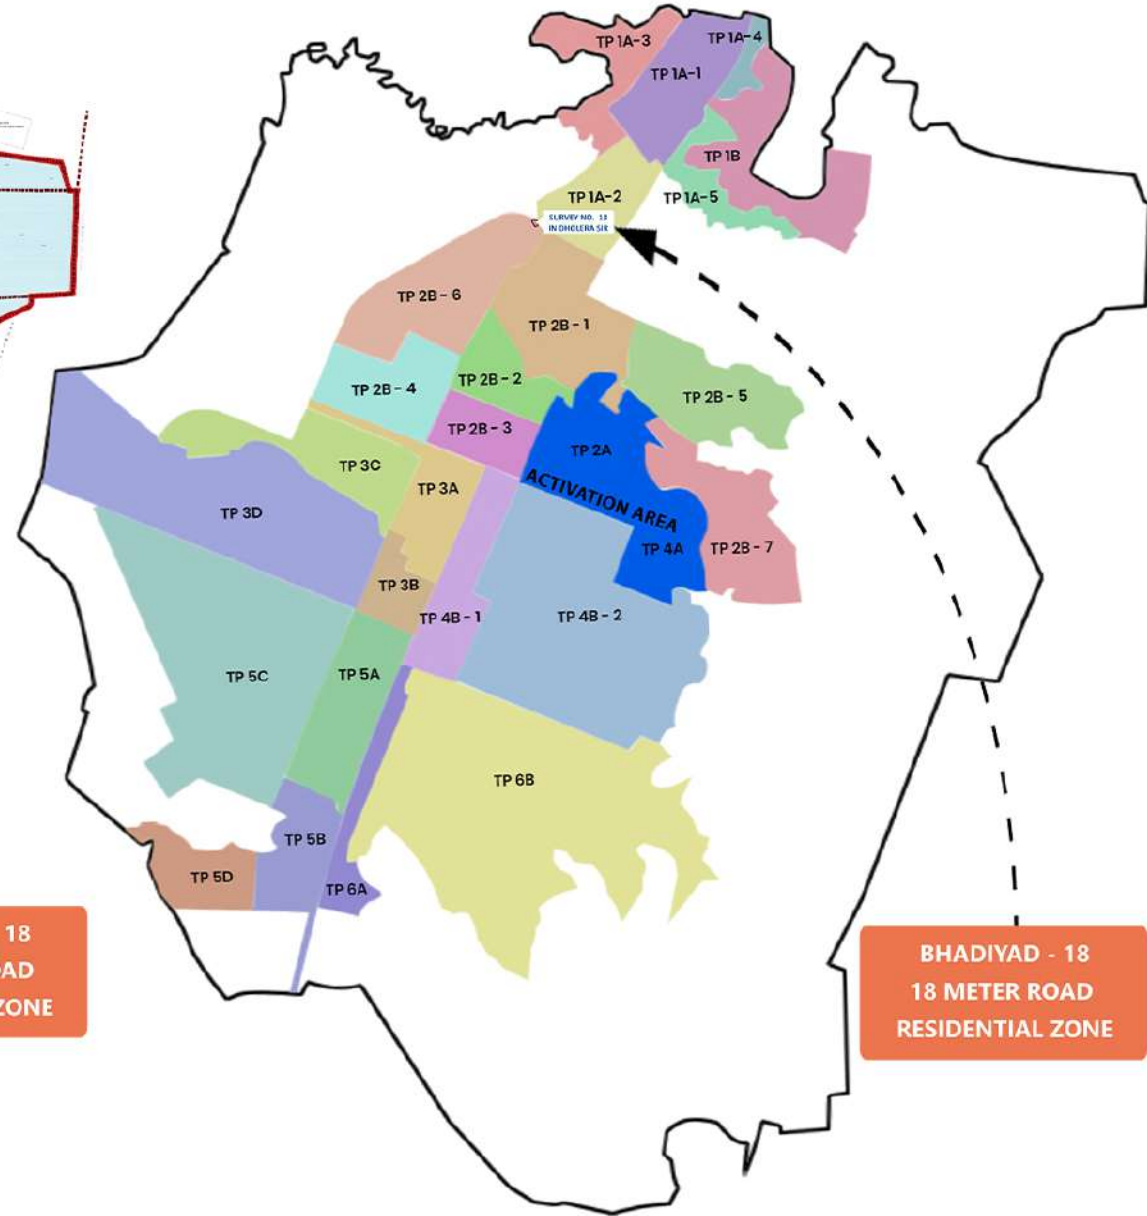 TP 1A-3
TP 1A-4
TP 1A-1
TP 1B
TP 1A-2
TP 1A-5
SURVEY NO. 18
IN DHOLERA SIR
TP 2B - 6
TP 2B - 1
TP 2B - 2
TP 2B - 4
TP 2B - 5
TP 2B - 3
TP 2A
TP 3C
TP 3A
ACTIVATION AREA
TP 3D
TP 4A
TP 2B - 7
TP 3B
TP 4B - 1
TP 4B - 2
TP 5C
TP 5A
TP 6B
TP 5B
TP 5D
TP 6A
18
OAD
ZONE
BHADIYAD - 18
18 METER ROAD
RESIDENTIAL ZONE